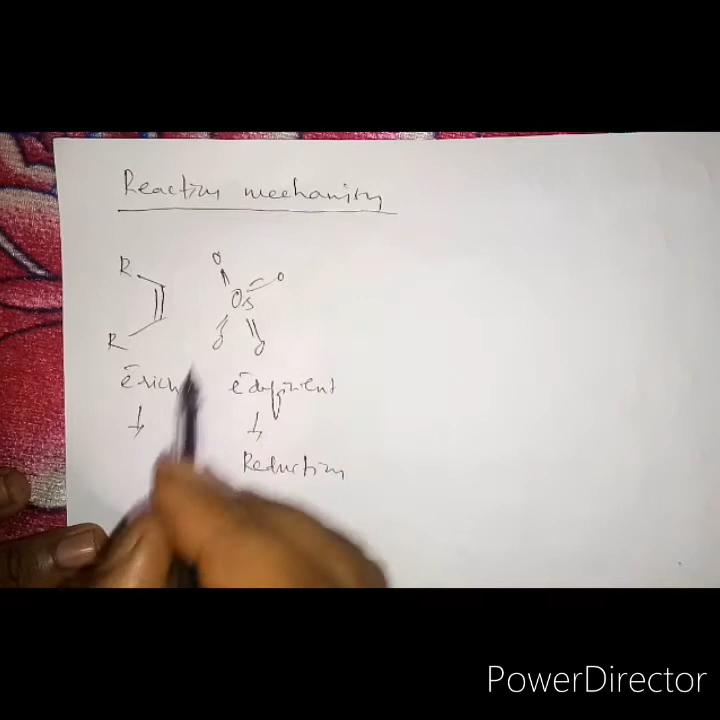 Reaction mechanism
R
O
O
Os
R
O
O
e rich
e deficient
Reduction
PowerDirector